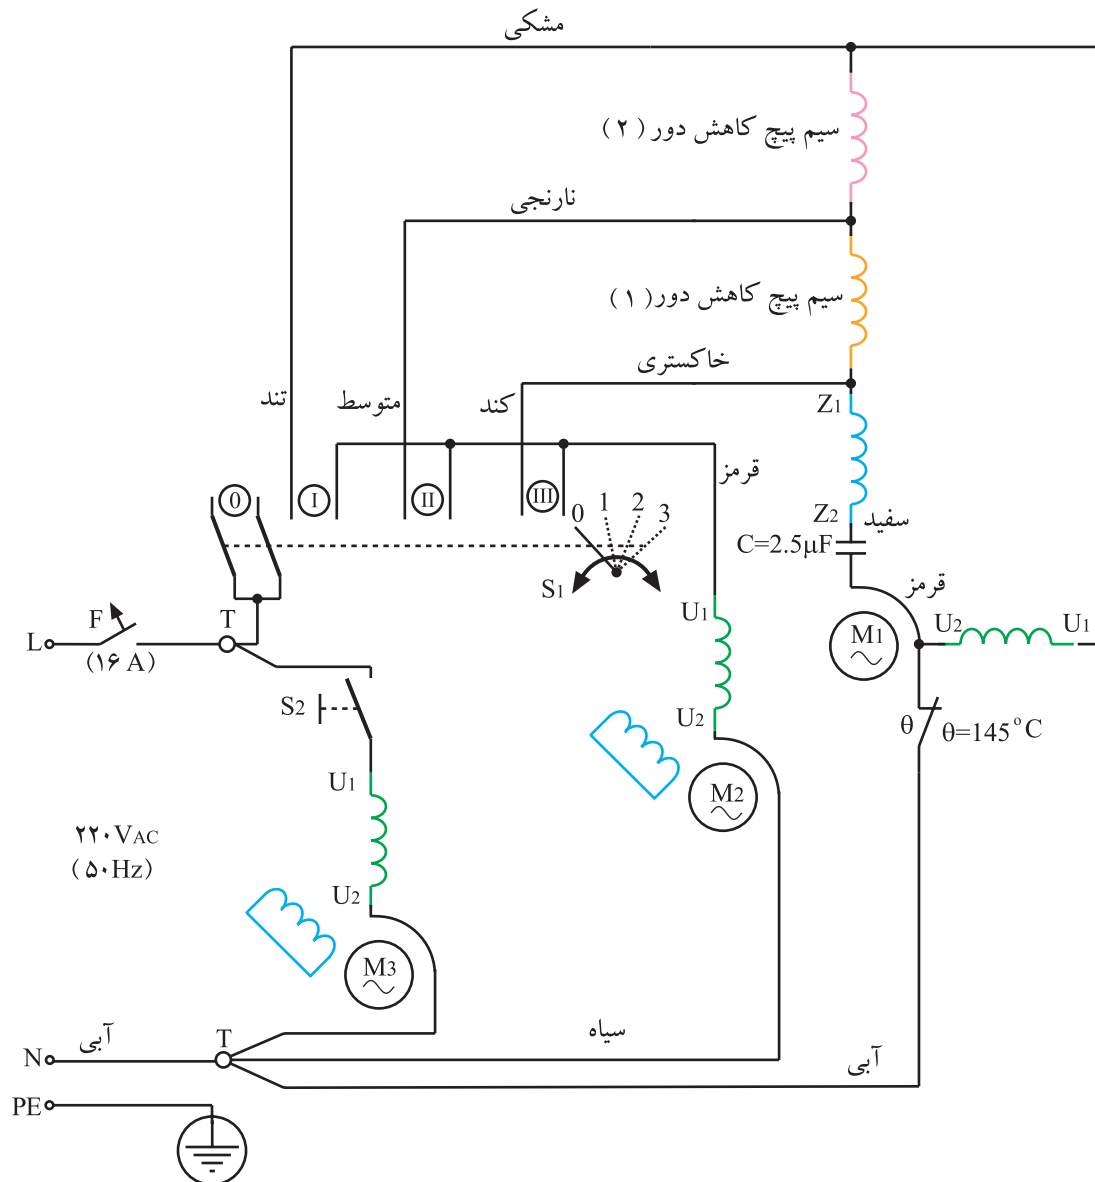 مشکی
سیم پیچ کاهش دور ( ۲ )
نارنجی
سیم پیچ کاهش دور ( ۱ )
خاکستری
تند
متوسط
کند
Z1
قرمز
0
I
II
III
0 1 2 3
Z2
سفید
C=2.5µF
S1
قرمز
F
T
L
(۱۶ A)
U1
M1
U2
U1
S2
U2
θ
θ=145°C
U1
M2
۲۲۰VAC
(۵۰Hz)
U2
M3
T
سیاه
آبی
N
آبی
PE